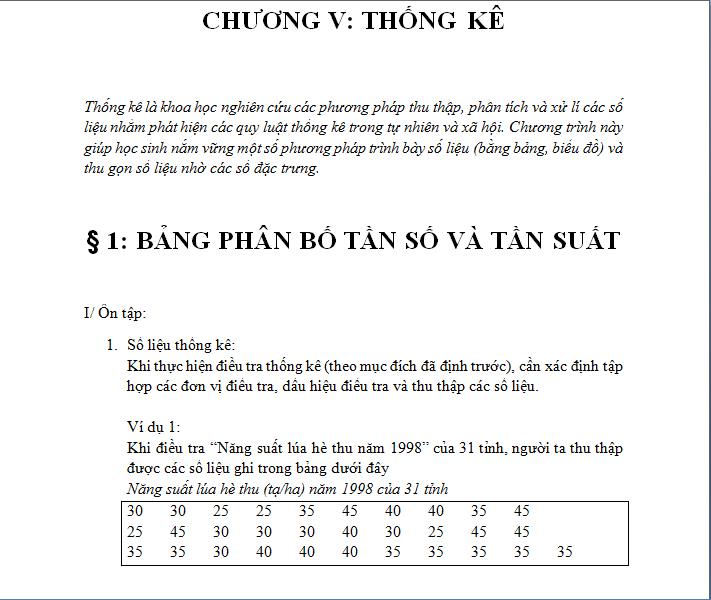 CHƯƠNG V: THỐNG KÊ
Thống kê là khoa học nghiên cứu các phương pháp thu thập, phân tích và xử lí các số
liệu nhằm phát hiện các quy luật thống kê trong tự nhiên và xã hội. Chương trình này
giúp học sinh nắm vững một số phương pháp trình bày số liệu (bằng bảng, biểu đồ) và
thu gọn số liệu nhờ các số đặc trưng.
§ 1: BẢNG PHÂN BỐ TẦN SỐ VÀ TẦN SUẤT
I/ Ôn tập:
1. Số liệu thống kê:
Khi thực hiện điều tra thống kê (theo mục đích đã định trước), cần xác định tập
hợp các đơn vị điều tra, dấu hiệu điều tra và thu thập các số liệu.
Ví dụ 1:
Khi điều tra “Năng suất lúa hè thu năm 1998” của 31 tỉnh, người ta thu thập
được các số liệu ghi trong bảng dưới đây
Năng suất lúa hè thu (tạ/ha) năm 1998 của 31 tỉnh
30 30 25 25 35 45 40 40 35 45
25 45 30 30 30 40 30 25 45 45
35 35 30 40 40 40 35 35 35 35 35